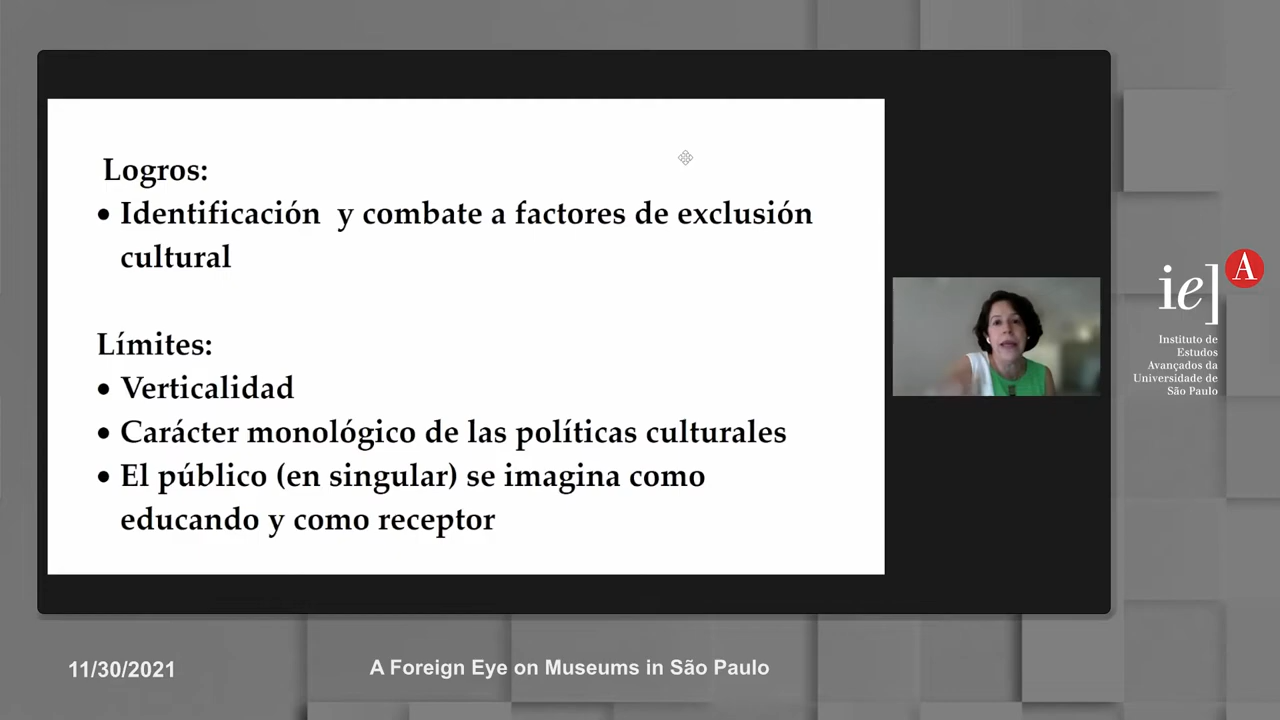 Logros:
• Identificación y combate a factores de exclusión
cultural
Límites:
• Verticalidad
• Carácter monológico de las políticas culturales
• El público (en singular) se imagina como
educando y como receptor
ie] A
Instituto de
Estudos
Avançados da
Universidade de
São Paulo
11/30/2021
A Foreign Eye on Museums in São Paulo